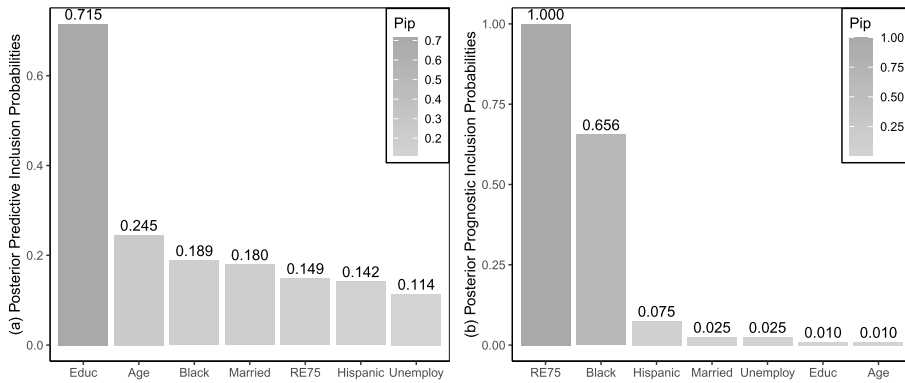 (a) Posterior Predictive Inclusion Probabilities
0.6
0.4
0.2
0.0
0.715
0.245
0.189
0.180
0.149
0.142
0.114
Educ
Age
Black
Married
RE75
Hispanic
Unemploy
Pip
0.7
0.6
0.5
0.4
0.3
0.2
(b) Posterior Prognostic Inclusion Probabilities
1.00
0.75
0.50
0.25
0.00
1.000
0.656
0.075
0.025
0.025
0.010
0.010
RE75
Black
Hispanic
Married
Unemploy
Educ
Age
Pip
1.00
0.75
0.50
0.25